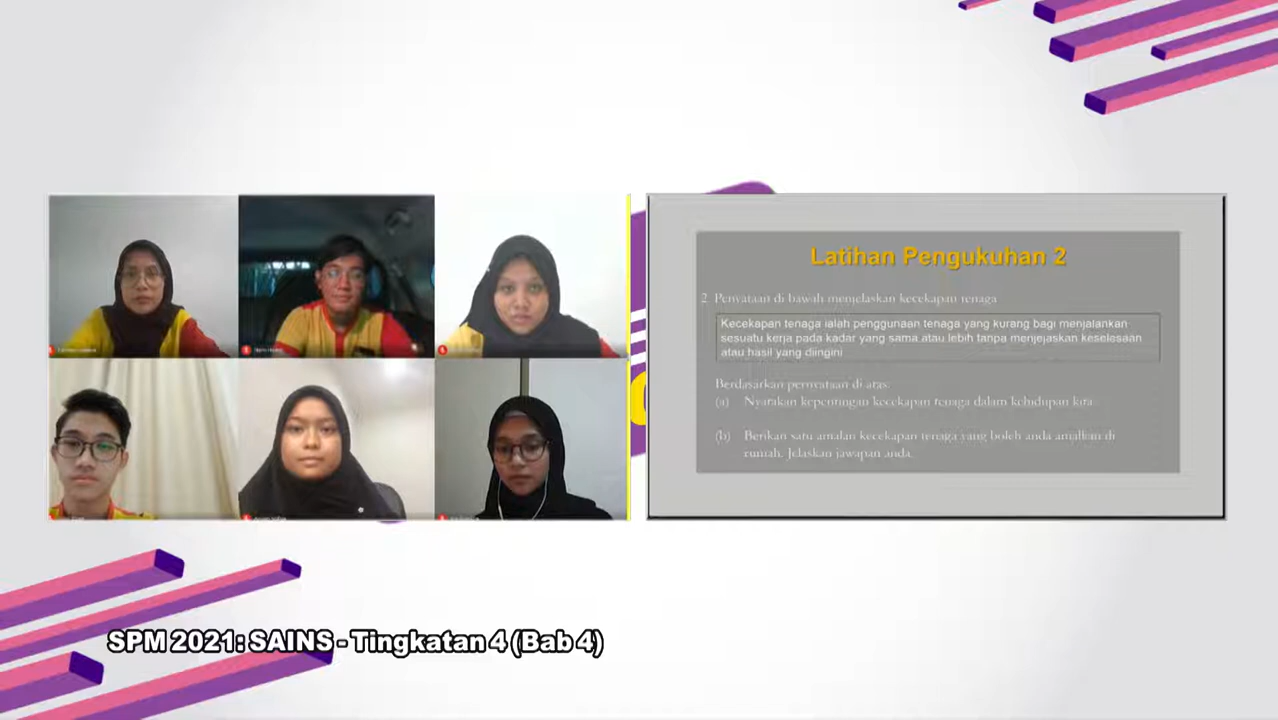 Latihan Pengukuhan 2
2. Penyataan di bawah menjelaskan kecekapan tenaga
Kecekapan tenaga ialah penggunaan tenaga yang kurang bagi menjalankan
sesuatu kerja pada kadar yang sama atau lebih tanpa menjejaskan keselesaan
atau hasil yang diingini
Berdasarkan pernyataan di atas:
(a) Nyatakan kepentingan kecekapan tenaga dalam kehidupan kita.
(b) Berikan satu amalan kecekapan tenaga yang boleh anda amalkan di
rumah. Jelaskan jawapan anda.
SPM 2021: SAINS - Tingkatan 4 (Bab 4)